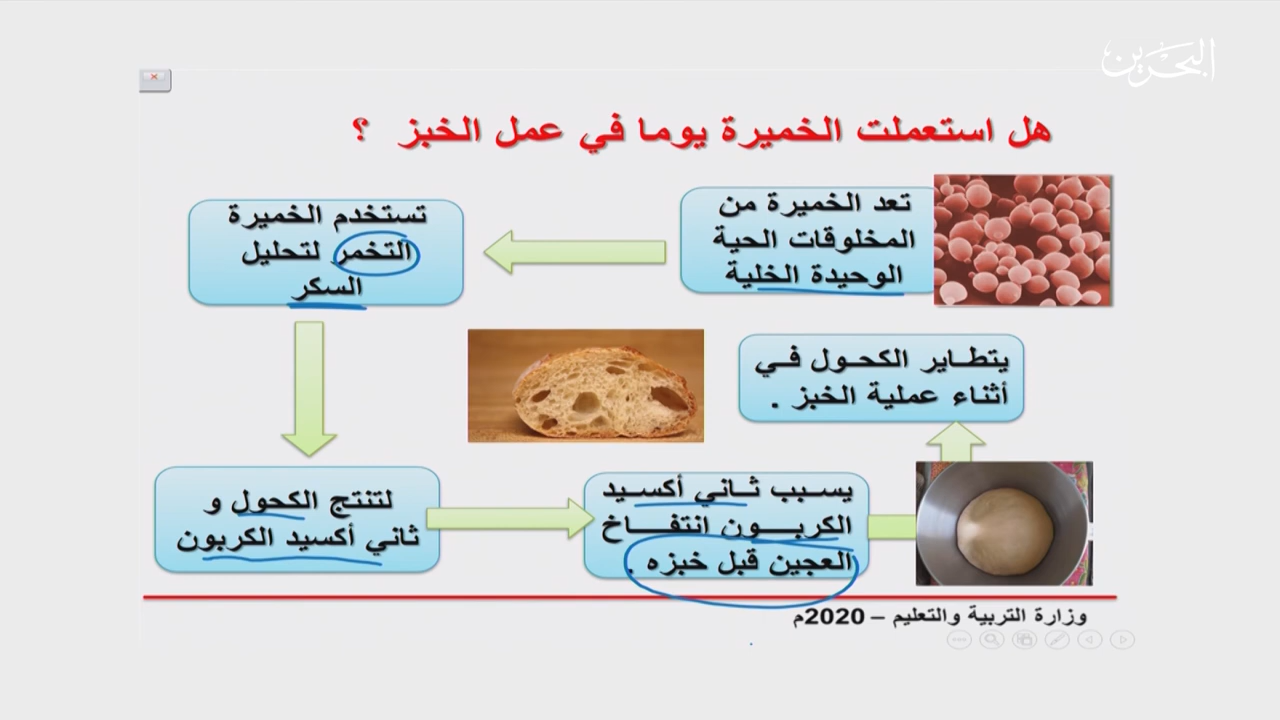 البحرين
هل استعملت الخميرة يوما في عمل الخبز ؟
تعد الخميرة من
المخلوقات الحية
الوحيدة الخلية
تستخدم الخميرة
التخمر لتحليل
السكر
لتنتج الكحول و
ثاني أكسيد الكربون
يسبب ثاني أكسيد
الكربون انتفاخ
العجين قبل خبزه .
يتطاير الكحول في
أثناء عملية الخبز .
وزارة التربية والتعليم – 2020م